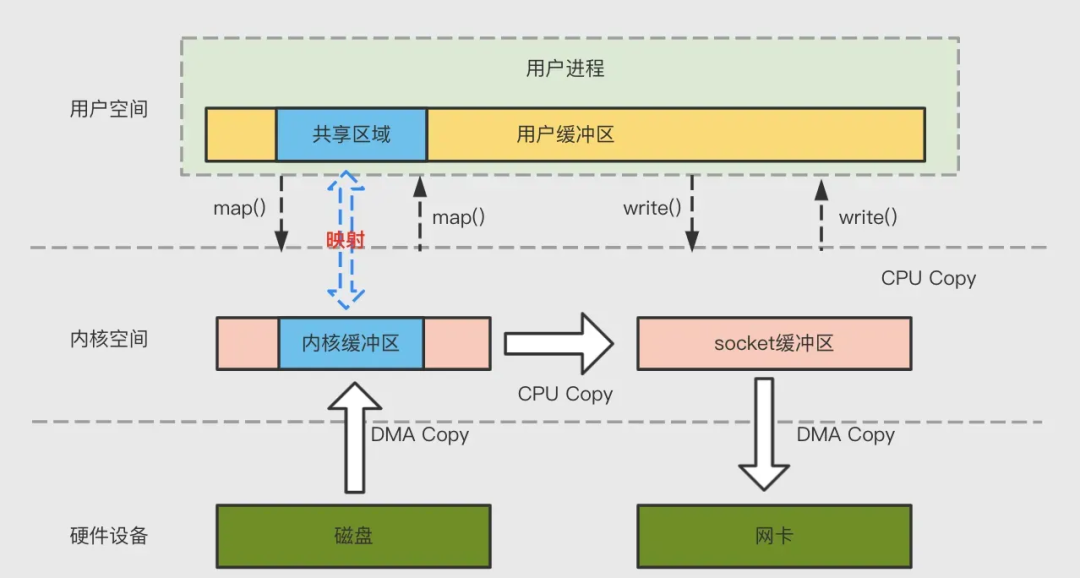 用户进程
用户空间
共享区域
用户缓冲区
map()
map()
write()
write()
映射
CPU Copy
内核空间
内核缓冲区
socket缓冲区
CPU Copy
DMA Copy
DMA Copy
硬件设备
磁盘
网卡